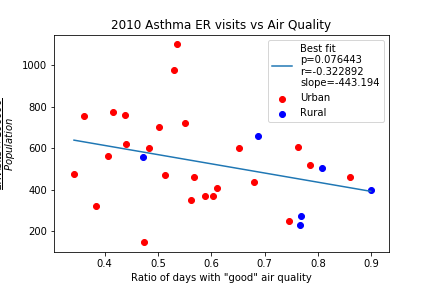 2010 Asthma ER visits vs Air Quality
Best fit
p=0.076443
r=-0.322892
slope=-443.194
Urban
Rural
1000
800
600
400
200
Population
0.4 0.5 0.6 0.7 0.8 0.9
Ratio of days with "good" air quality